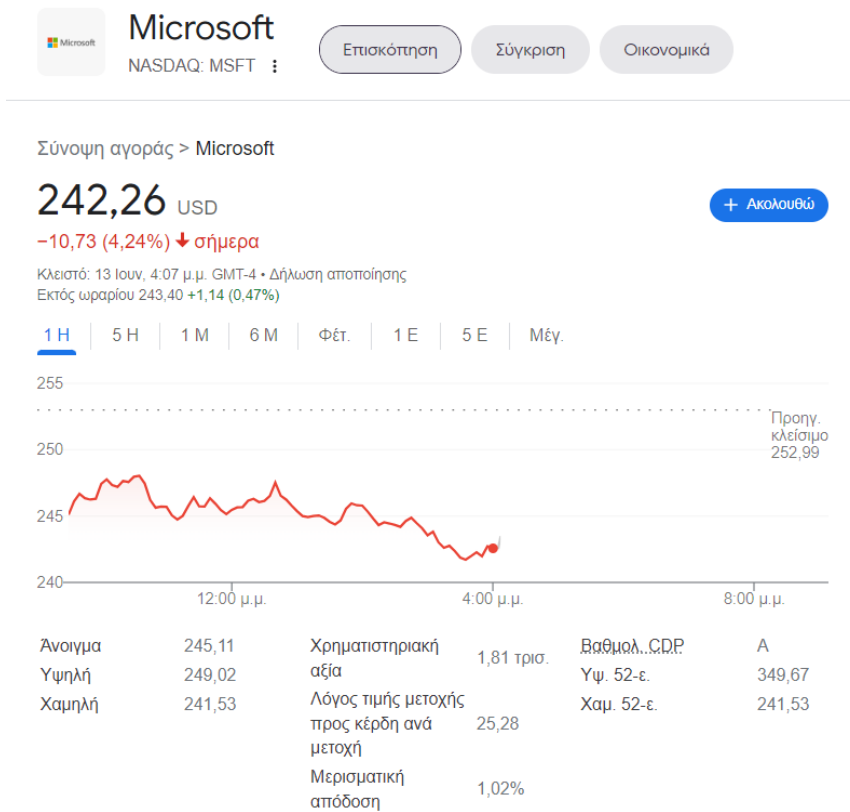 Microsoft
Microsoft
NASDAQ: MSFT
Επισκόπηση
Σύγκριση
Οικονομικά
Σύνοψη αγοράς > Microsoft
242,26 USD
+ Ακολουθώ
−10,73 (4,24%) ↓ σήμερα
Κλειστό: 13 Ιουν, 4:07 μ.μ. GMT-4 • Δήλωση αποποίησης
Εκτός ωραρίου 243,40 +1,14 (0,47%)
1 Η
5 Η
1 Μ
6 Μ
Φέτ.
1 Ε
5 Ε
Μέγ.
255
250
245
240
Προηγ.
κλείσιμο
252,99
12:00 μ.μ.
4:00 μ.μ.
8:00 μ.μ.
Άνοιγμα 245,11
Υψηλή 249,02
Χαμηλή 241,53
Χρηματιστηριακή
αξία
1,81 τρισ.
Λόγος τιμής μετοχής
προς κέρδη ανά
μετοχή
25,28
Μερισματική
απόδοση
1,02%
Βαθμολ. CDP A
Υψ. 52-ε. 349,67
Χαμ. 52-ε. 241,53